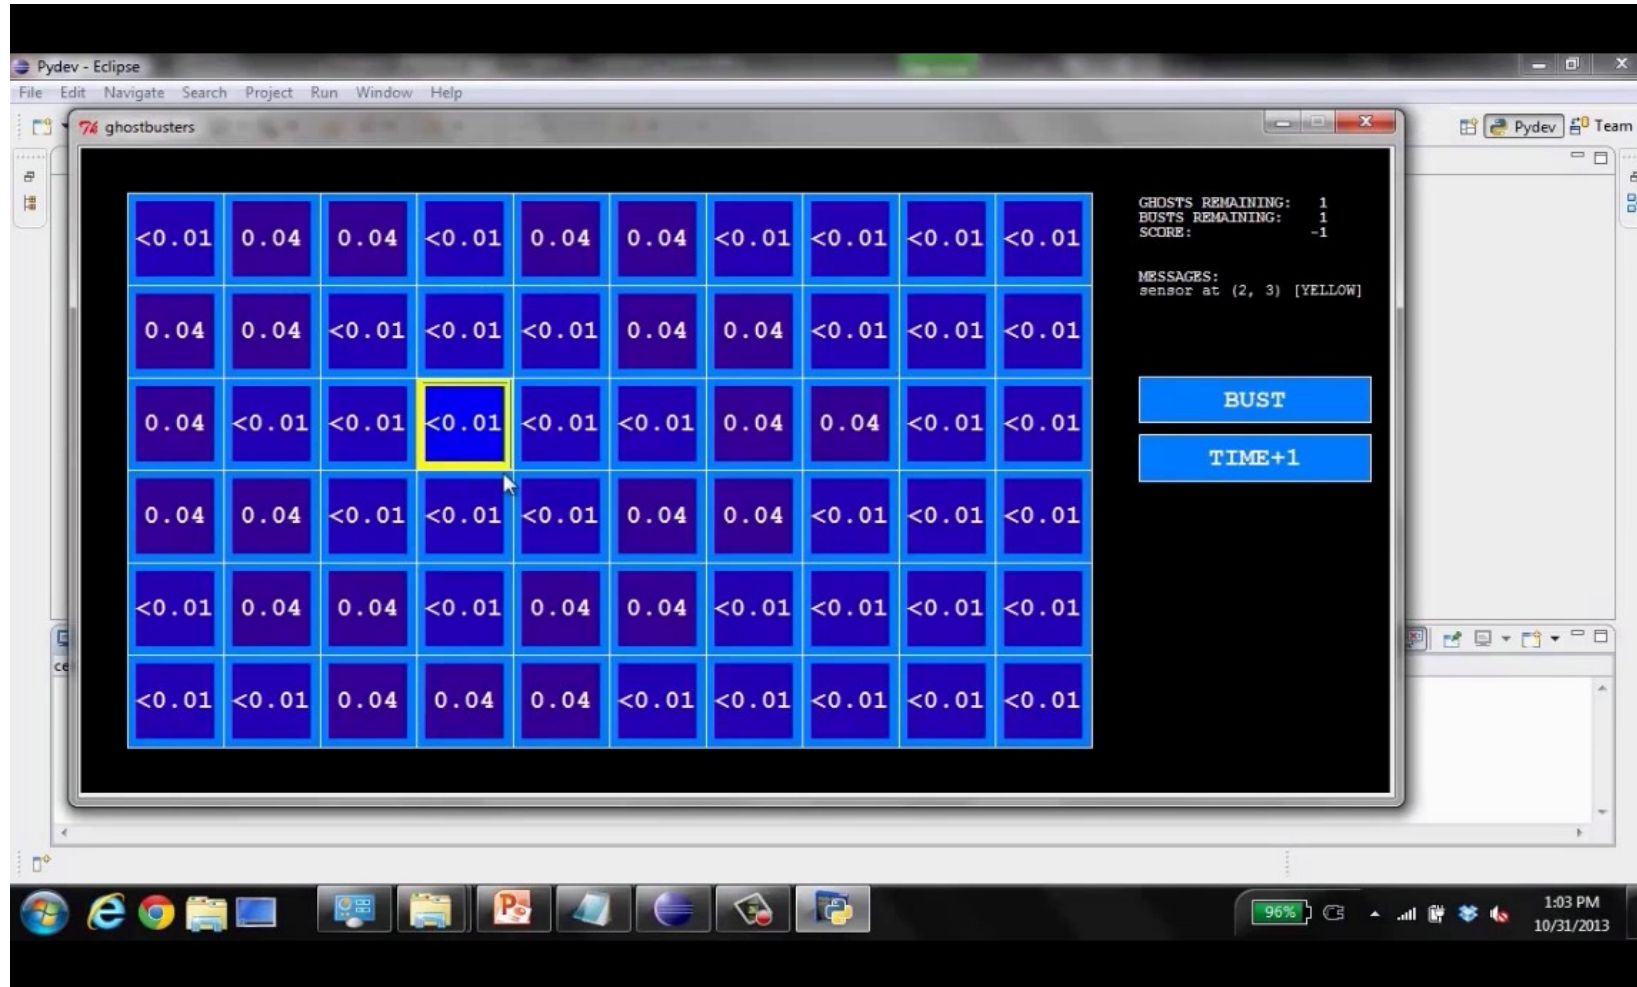 Pydev - Eclipse
File Edit Navigate Search Project Run Window Help
ghostbusters
Pydev Team
<0.01 0.04 0.04 <0.01 0.04 0.04 <0.01 <0.01 <0.01 <0.01
0.04 0.04 <0.01 <0.01 <0.01 0.04 0.04 <0.01 <0.01 <0.01
0.04 <0.01 <0.01 <0.01 <0.01 <0.01 0.04 0.04 <0.01 <0.01
0.04 0.04 <0.01 <0.01 <0.01 0.04 0.04 <0.01 <0.01 <0.01
<0.01 0.04 0.04 <0.01 0.04 0.04 <0.01 <0.01 <0.01 <0.01
<0.01 <0.01 0.04 0.04 0.04 <0.01 <0.01 <0.01 <0.01 <0.01
GHOSTS REMAINING: 1
BUSTS REMAINING: 1
SCORE: -1
MESSAGES:
sensor at (2, 3) [YELLOW]
BUST
TIME+1
ce
96%
1:03 PM
10/31/2013